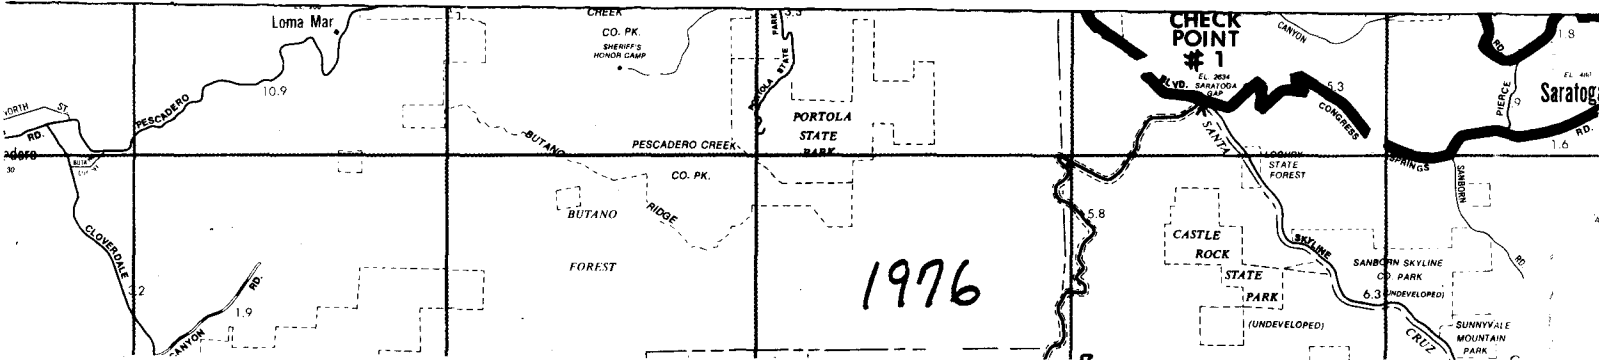 Loma Mar
CREEK
CO. PK.
SHERIFF'S
HONOR CAMP
PARK
3.3
PORTOLA STATE
CHECK
POINT
# 1
EL. 2634
SARATOGA
GAP
BLVD.
CANYON
5.3
CONGRESS
RD.
1.8
PIERCE
.9
Saratoga
SPRINGS
RD.
1.6
10.9
PESCADERO
NORTH ST.
RD.
30
BUTANO
PESCADERO CREEK
CO. PK.
PORTOLA
STATE
PARK
SANTA
STATE
FOREST
SANBORN
RD
BUTANO
FOREST
RIDGE
5.8
CLOVERDALE
3.2
1.9
CANYON
RD.
1976
CASTLE
ROCK
STATE
PARK
(UNDEVELOPED)
SKYLINE
SANBORN SKYLINE
CO. PARK
6.3
(UNDEVELOPED)
CRUZ
SUNNYVALE
MOUNTAIN
PARK